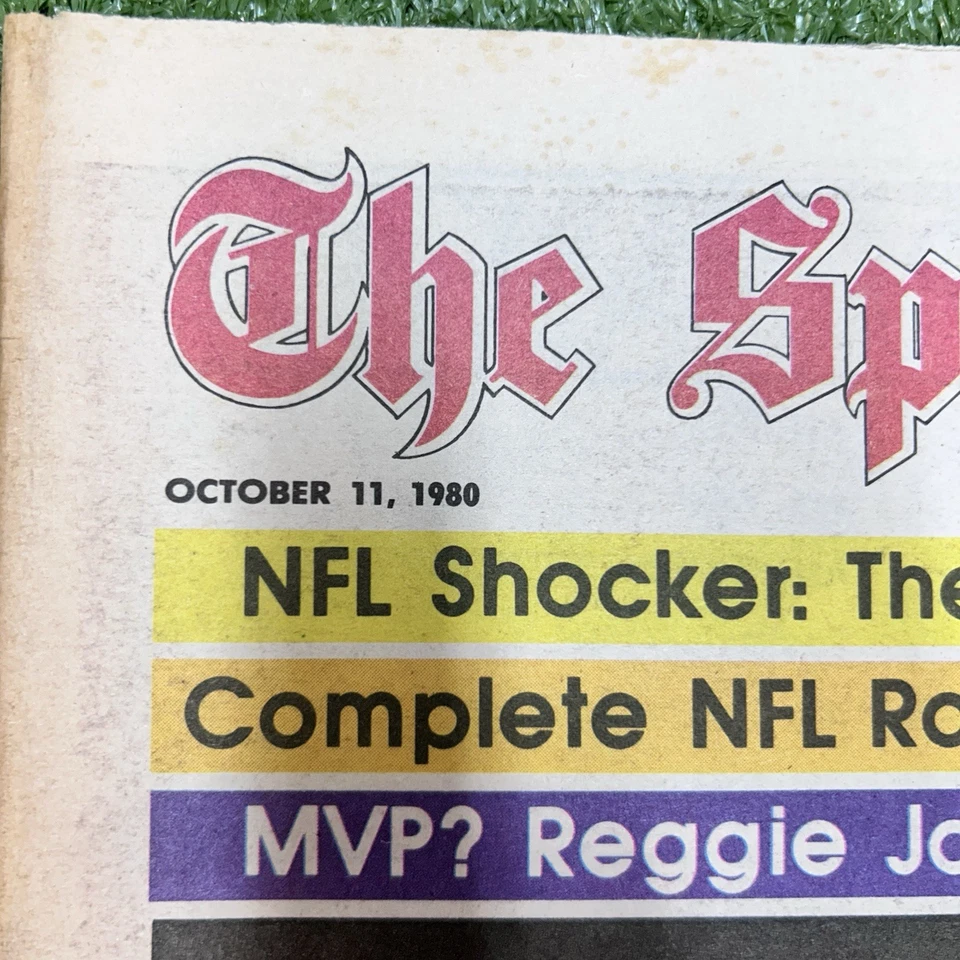 The Sp
OCTOBER 11, 1980
NFL Shocker: The
Complete NFL Ro
MVP? Reggie Ja